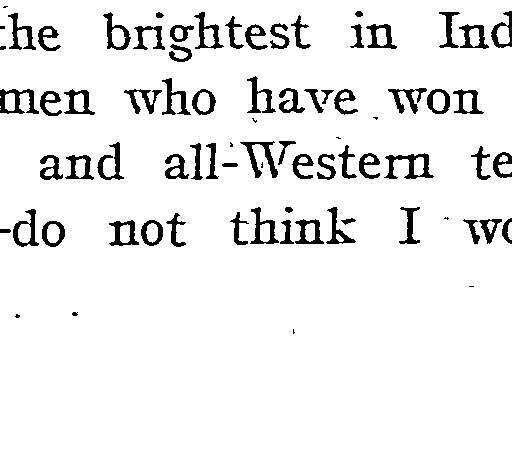 the brightest in Ind
men who have won
and all-Western te
-do not think I wo